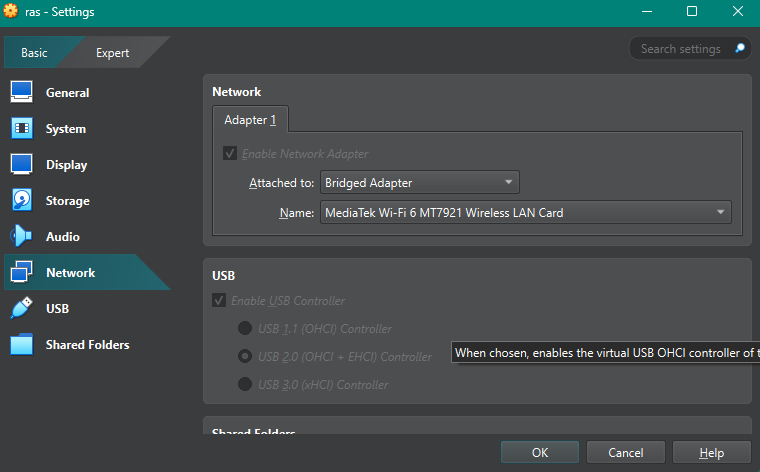 ras - Settings
Basic Expert Search settings
General
System
Display
Storage
Audio
Network
USB
Shared Folders
Network
Adapter 1
Enable Network Adapter
Attached to: Bridged Adapter
Name: MediaTek Wi-Fi 6 MT7921 Wireless LAN Card
USB
Enable USB Controller
USB 1.1 (OHCI) Controller
USB 2.0 (OHCI + EHCI) Controller
When chosen, enables the virtual USB OHCI controller of t
USB 3.0 (xHCI) Controller
Shared Folders
OK Cancel Help